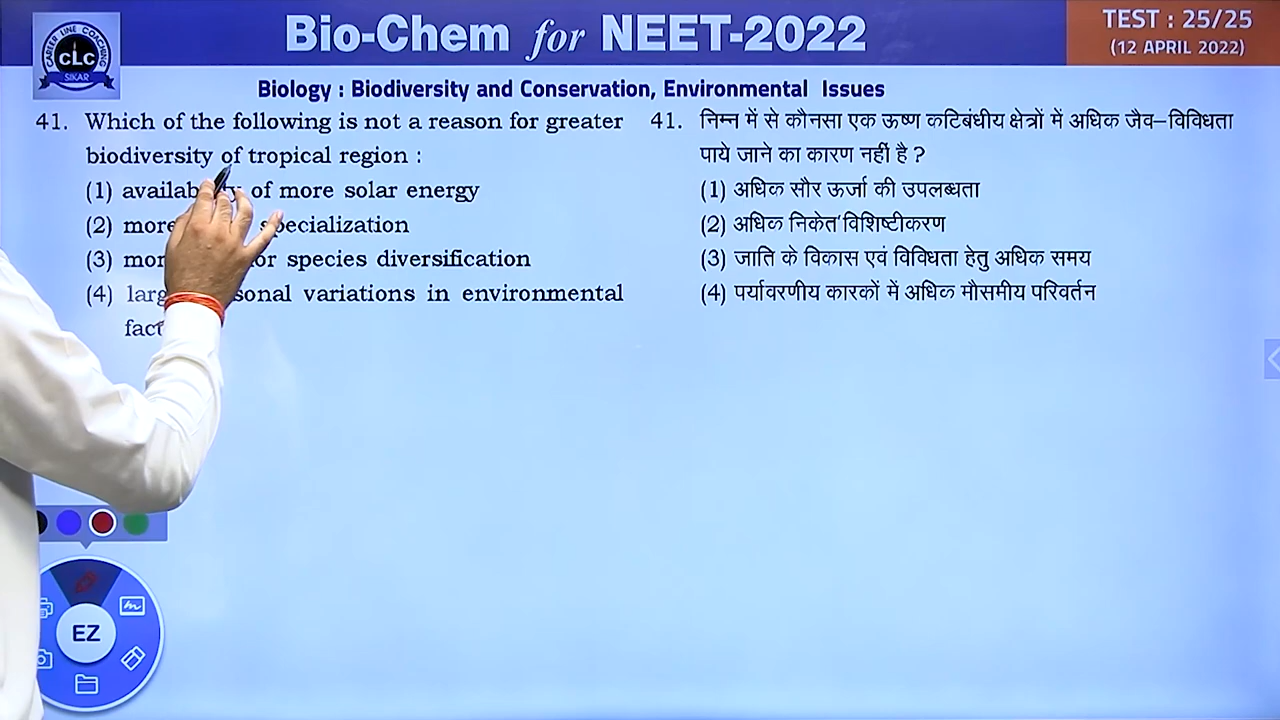 Bio-Chem for NEET-2022
TEST : 25/25
(12 APRIL 2022)
CAREER LINE COACHING
CLC
SIKAR
Biology : Biodiversity and Conservation, Environmental Issues
41. Which of the following is not a reason for greater
biodiversity of tropical region :
(1) availab y of more solar energy
(2) more specialization
(3) mor or species diversification
(4) larg sonal variations in environmental
fact
41. निम्न में से कौनसा एक ऊष्ण कटिबंधीय क्षेत्रों में अधिक जैव–विविधता
पाये जाने का कारण नहीं है ?
(1) अधिक सौर ऊर्जा की उपलब्धता
(2) अधिक निकेत विशिष्टीकरण
(3) जाति के विकास एवं विविधता हेतु अधिक समय
(4) पर्यावरणीय कारकों में अधिक मौसमीय परिवर्तन
EZ